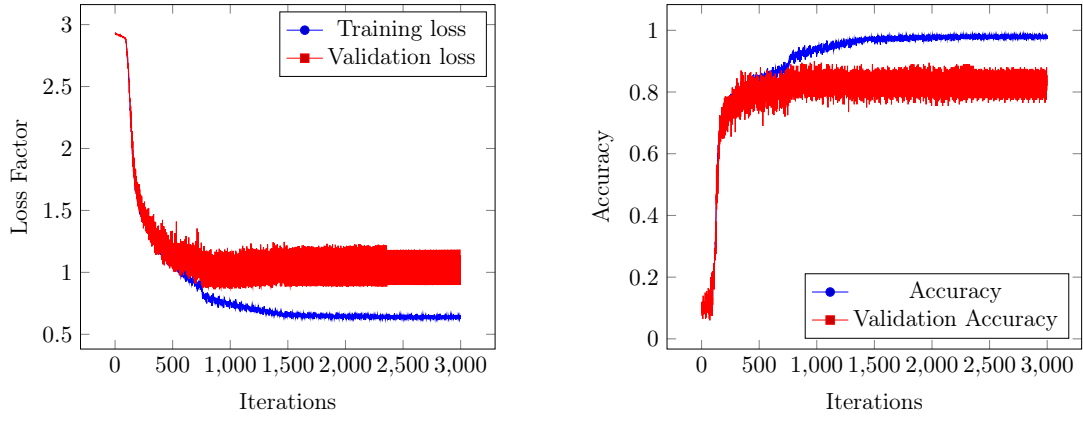 3
2.5
2
1.5
1
0.5
Loss Factor
0 500 1,000 1,500 2,000 2,500 3,000
Iterations
Training loss
Validation loss
1
0.8
0.6
0.4
0.2
0
Accuracy
0 500 1,000 1,500 2,000 2,500 3,000
Iterations
Accuracy
Validation Accuracy